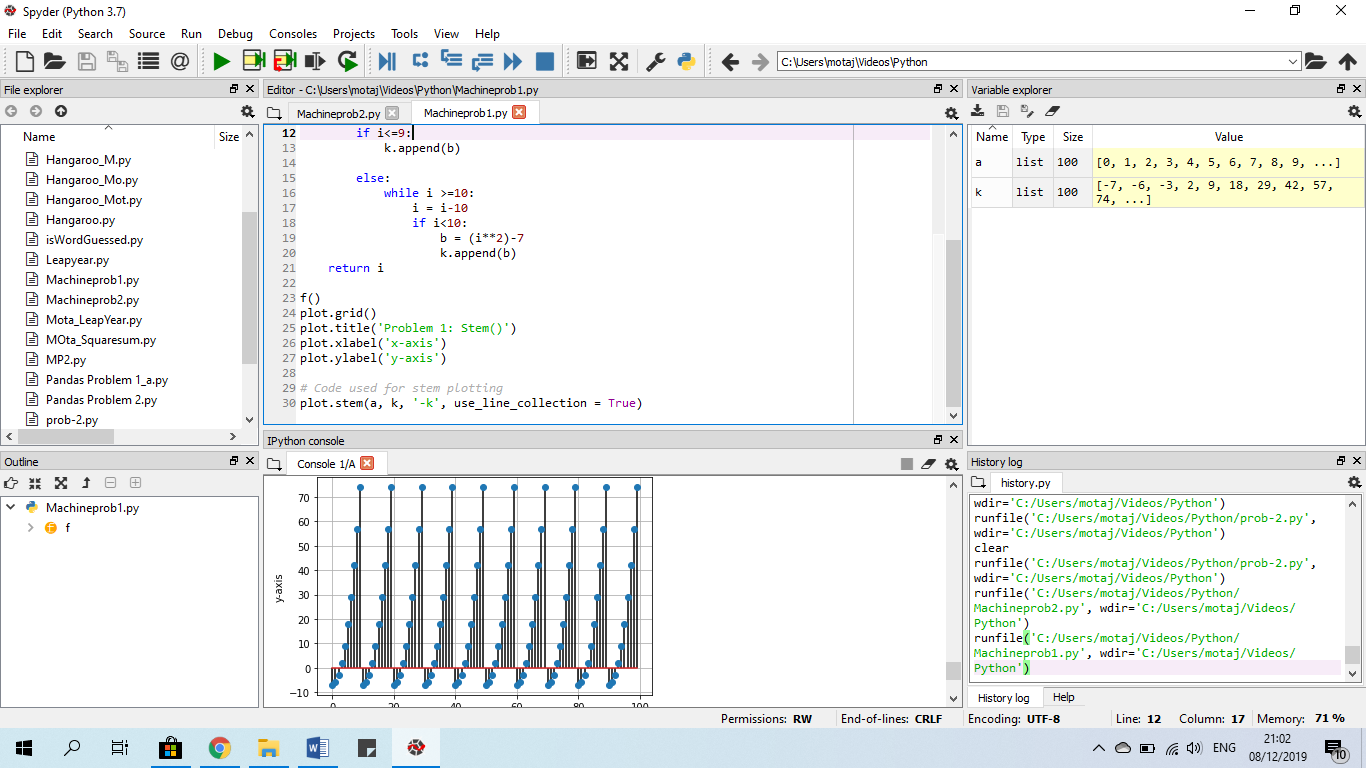 Spyder (Python 3.7)
File Edit Search Source Run Debug Consoles Projects Tools View Help
C:\Users\motaj\Videos\Python
File explorer
Name Size
Hangaroo_M.py
Hangaroo_Mo.py
Hangaroo_Mot.py
Hangaroo.py
isWordGuessed.py
Leapyear.py
Machineprob1.py
Machineprob2.py
Mota_LeapYear.py
MOta_Squaresum.py
MP2.py
Pandas Problem 1_a.py
Pandas Problem 2.py
prob-2.py
Outline
Machineprob1.py
f
Editor - C:\Users\motaj\Videos\Python\Machineprob1.py
Machineprob2.py Machineprob1.py
12 if i<=9:
13 k.append(b)
14
15 else:
16 while i >=10:
17 i = i-10
18 if i<10:
19 b = (i**2)-7
20 k.append(b)
21 return i
22
23 f()
24 plot.grid()
25 plot.title('Problem 1: Stem()')
26 plot.xlabel('x-axis')
27 plot.ylabel('y-axis')
28
29 # Code used for stem plotting
30 plot.stem(a, k, '-k', use_line_collection = True)
IPython console
Console 1/A
70
60
50
40
30
20
10
0
−10
y-axis
0 20 40 60 80 100
Variable explorer
Name Type Size Value
a list 100 [0, 1, 2, 3, 4, 5, 6, 7, 8, 9, ...]
k list 100 [-7, -6, -3, 2, 9, 18, 29, 42, 57,
74, ...]
History log
history.py
wdir='C:/Users/motaj/Videos/Python')
runfile('C:/Users/motaj/Videos/Python/prob-2.py',
wdir='C:/Users/motaj/Videos/Python')
clear
runfile('C:/Users/motaj/Videos/Python/prob-2.py',
wdir='C:/Users/motaj/Videos/Python')
runfile('C:/Users/motaj/Videos/Python/
Machineprob2.py', wdir='C:/Users/motaj/Videos/
Python')
runfile('C:/Users/motaj/Videos/Python/
Machineprob1.py', wdir='C:/Users/motaj/Videos/
Python')
History log Help
Permissions: RW End-of-lines: CRLF Encoding: UTF-8 Line: 12 Column: 17 Memory: 71 %
ENG
21:02
08/12/2019
10